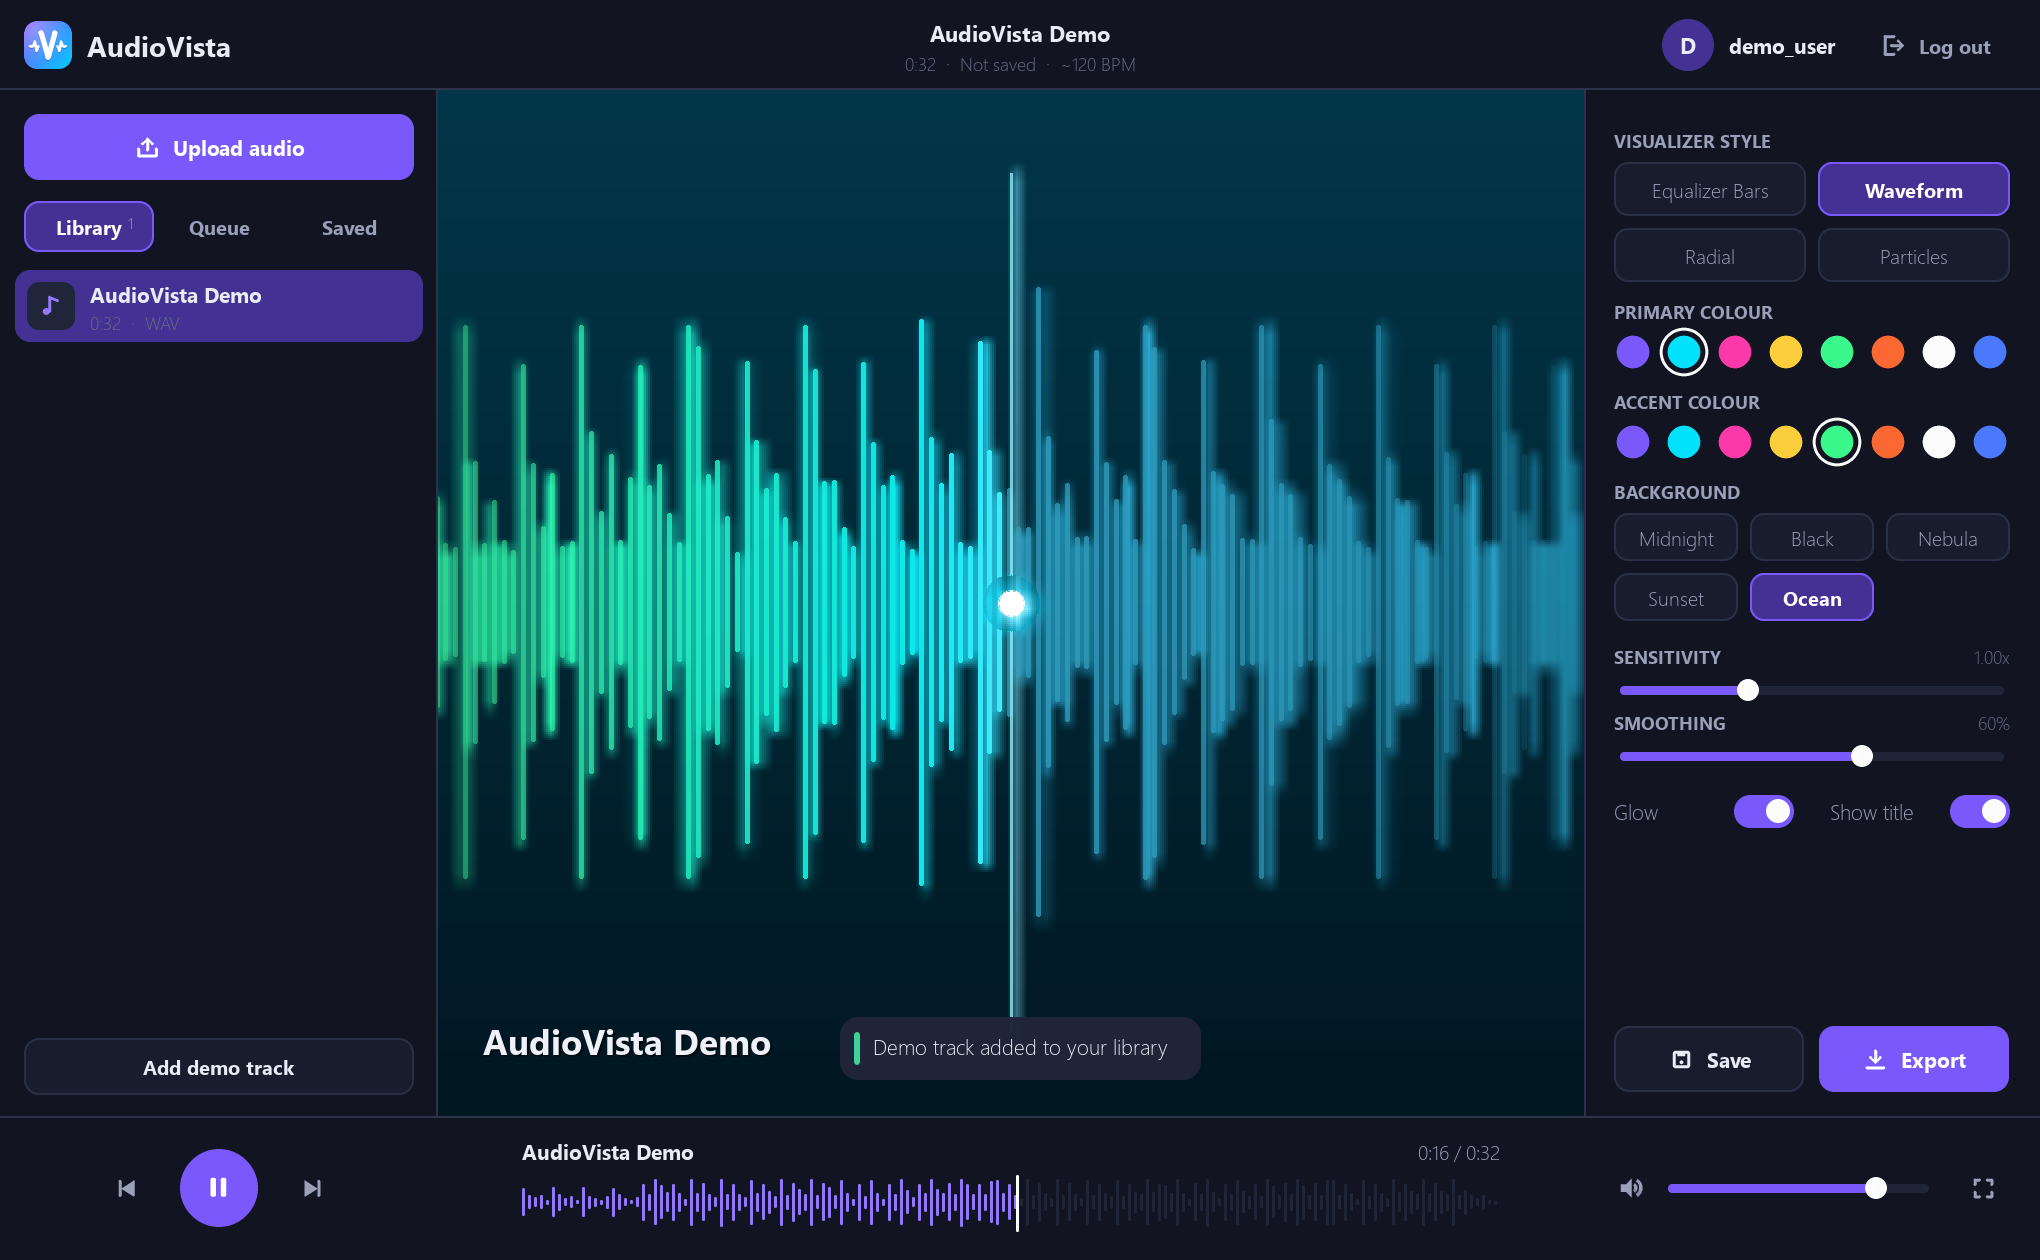 AudioVista
AudioVista Demo
0:32 · Not saved · ~120 BPM
D
demo_user
Log out
Upload audio
Library 1
Queue
Saved
AudioVista Demo
0:32 · WAV
Add demo track
AudioVista Demo
Demo track added to your library
VISUALIZER STYLE
Equalizer Bars
Waveform
Radial
Particles
PRIMARY COLOUR
ACCENT COLOUR
BACKGROUND
Midnight
Black
Nebula
Sunset
Ocean
SENSITIVITY
1.00x
SMOOTHING
60%
Glow
Show title
Save
Export
AudioVista Demo
0:16 / 0:32